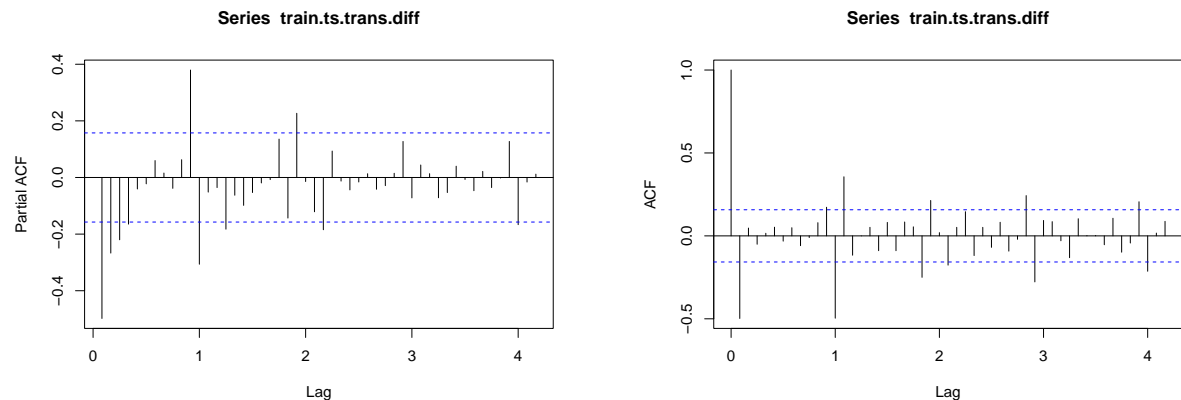 Series train.ts.trans.diff
Partial ACF
0.4
0.2
0.0
−0.2
−0.4
0 1 2 3 4
Lag
Series train.ts.trans.diff
ACF
1.0
0.5
0.0
−0.5
0 1 2 3 4
Lag